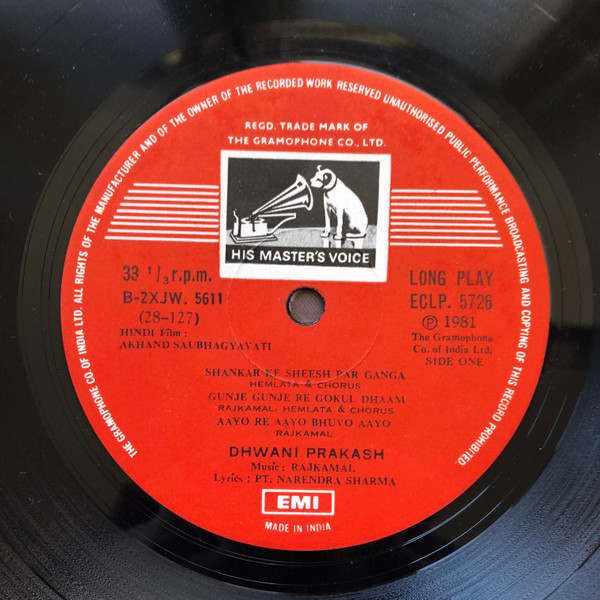 THE GRAMOPHONE CO. OF INDIA LTD. ALL RIGHTS OF THE MANUFACTURER AND OF THE OWNER OF THE RECORDED WORK RESERVED UNAUTHORISED PUBLIC PERFORMANCE BROADCASTING AND COPYING OF THIS RECORD PROHIBITED.
REGD. TRADE MARK OF
THE GRAMOPHONE CO., LTD.
HIS MASTER'S VOICE
33 1/3 r.p.m.
B-2XJW. 5611
(28-127)
HINDI Film :
AKHAND SAUBHAGYAVATI
LONG PLAY
ECLP. 5726
℗ 1981
The Gramophone
Co. of India Ltd.
SIDE ONE
SHANKAR KE SHEESH PAR GANGA
HEMLATA & CHORUS
GUNJE GUNJE RE GOKUL DHAAM
RAJKAMAL, HEMLATA & CHORUS
AAYO RE AAYO BHUVO AAYO
RAJKAMAL
DHWANI PRAKASH
Music : RAJKAMAL
Lyrics : PT. NARENDRA SHARMA
EMI
MADE IN INDIA